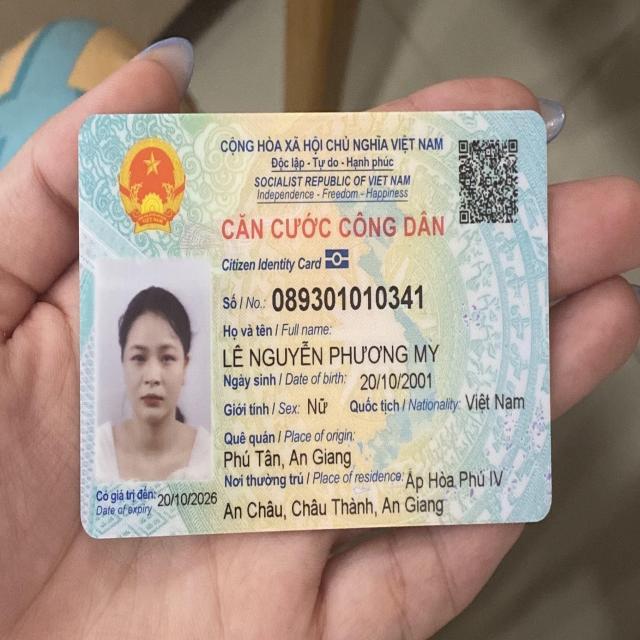 CỘNG HÒA XÃ HỘI CHỦ NGHĨA VIỆT NAM
Độc lập - Tự do - Hạnh phúc
SOCIALIST REPUBLIC OF VIET NAM
Independence - Freedom - Happiness
CĂN CƯỚC CÔNG DÂN
Citizen Identity Card
Số / No.: 089301010341
Họ và tên / Full name:
LÊ NGUYỄN PHƯƠNG MY
Ngày sinh / Date of birth: 20/10/2001
Giới tính / Sex: Nữ Quốc tịch / Nationality: Việt Nam
Quê quán / Place of origin:
Phú Tân, An Giang
Nơi thường trú / Place of residence: Ấp Hòa Phú IV
An Châu, Châu Thành, An Giang
Có giá trị đến: 20/10/2026
Date of expiry